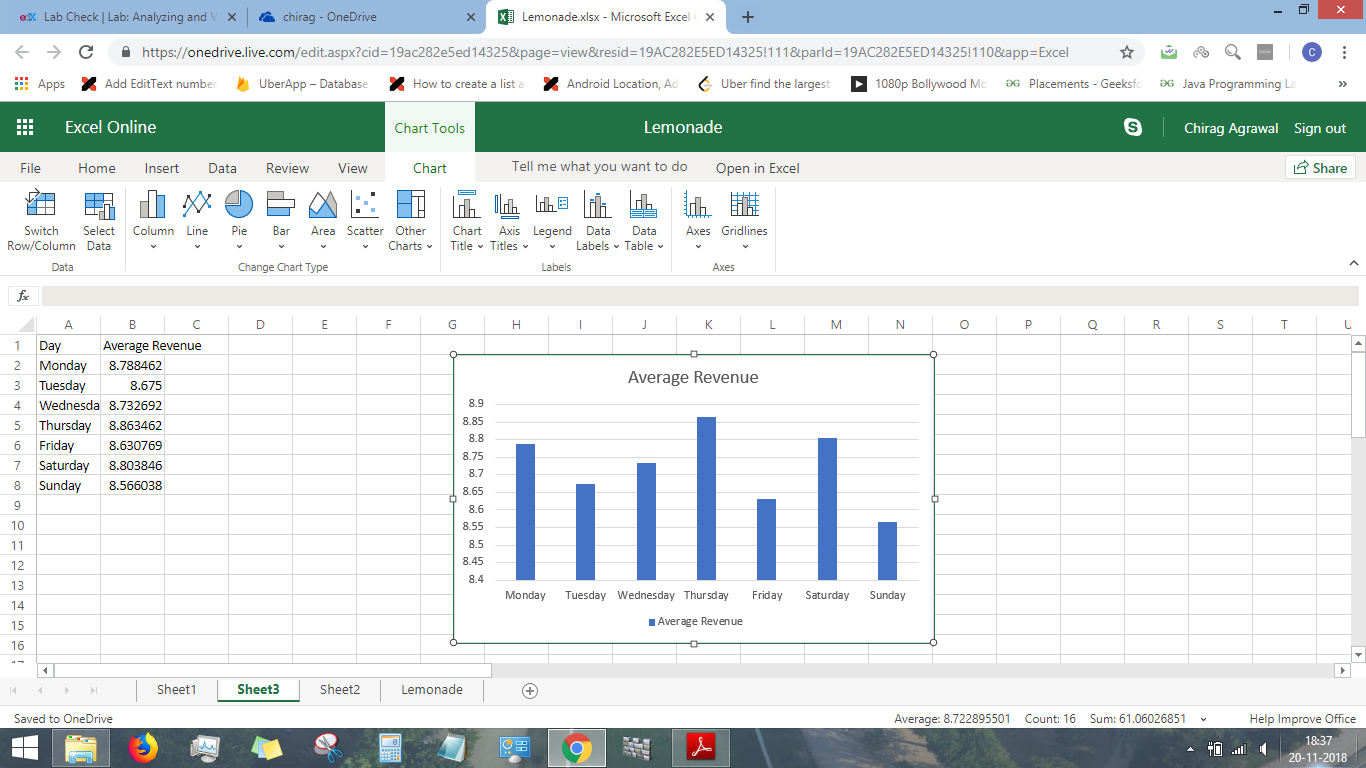 edX Lab Check | Lab: Analyzing and V
chirag - OneDrive
Lemonade.xlsx - Microsoft Excel
https://onedrive.live.com/edit.aspx?cid=19ac282e5ed14325&page=view&resid=19AC282E5ED14325!111&parId=19AC282E5ED14325!110&app=Excel
C
Apps Add EditText number UberApp – Database How to create a list a Android Location, Ad Uber find the largest 1080p Bollywood Mo Placements - Geeksfo Java Programming La »
Excel Online Chart Tools Lemonade Chirag Agrawal Sign out
File Home Insert Data Review View Chart Tell me what you want to do Open in Excel Share
Switch Row/Column
Select Data
Column
Line
Pie
Bar
Area
Scatter
Other Charts
Chart Title
Axis Titles
Legend
Data Labels
Data Table
Axes
Gridlines
Data Change Chart Type Labels Axes
fx
A B C D E F G H I J K L M N O P Q R S T U
1 Day Average Revenue
2 Monday 8.788462
3 Tuesday 8.675
4 Wednesda 8.732692
5 Thursday 8.863462
6 Friday 8.630769
7 Saturday 8.803846
8 Sunday 8.566038
9
10
11
12
13
14
15
16
17
Average Revenue
8.9
8.85
8.8
8.75
8.7
8.65
8.6
8.55
8.5
8.45
8.4
Monday Tuesday Wednesday Thursday Friday Saturday Sunday
Average Revenue
Sheet1 Sheet3 Sheet2 Lemonade
Saved to OneDrive Average: 8.722895501 Count: 16 Sum: 61.06026851 Help Improve Office
18:37
20-11-2018